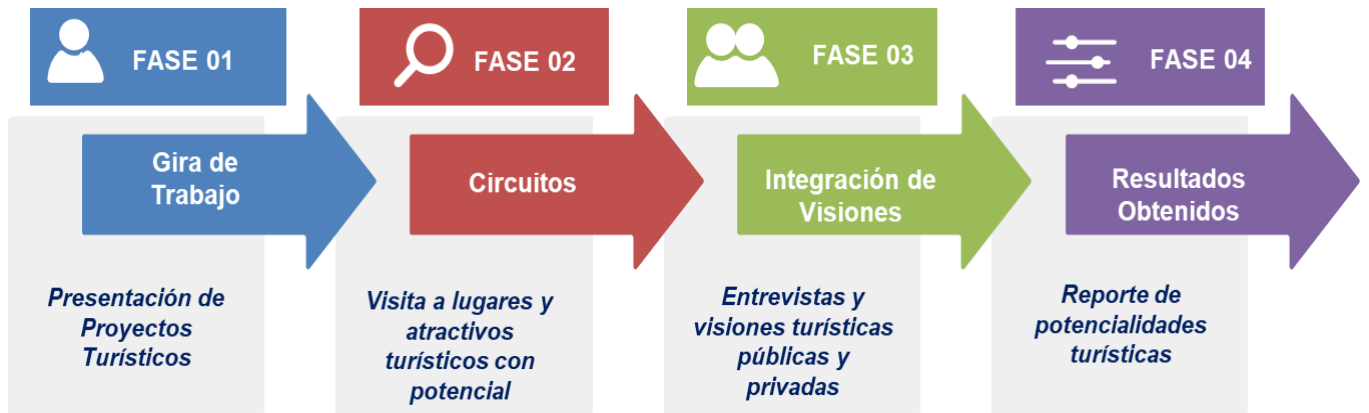 FASE 01
Gira de
Trabajo
Presentación de
Proyectos
Turísticos
FASE 02
Circuitos
Visita a lugares y
atractivos
turísticos con
potencial
FASE 03
Integración de
Visiones
Entrevistas y
visiones turísticas
públicas y
privadas
FASE 04
Resultados
Obtenidos
Reporte de
potencialidades
turísticas